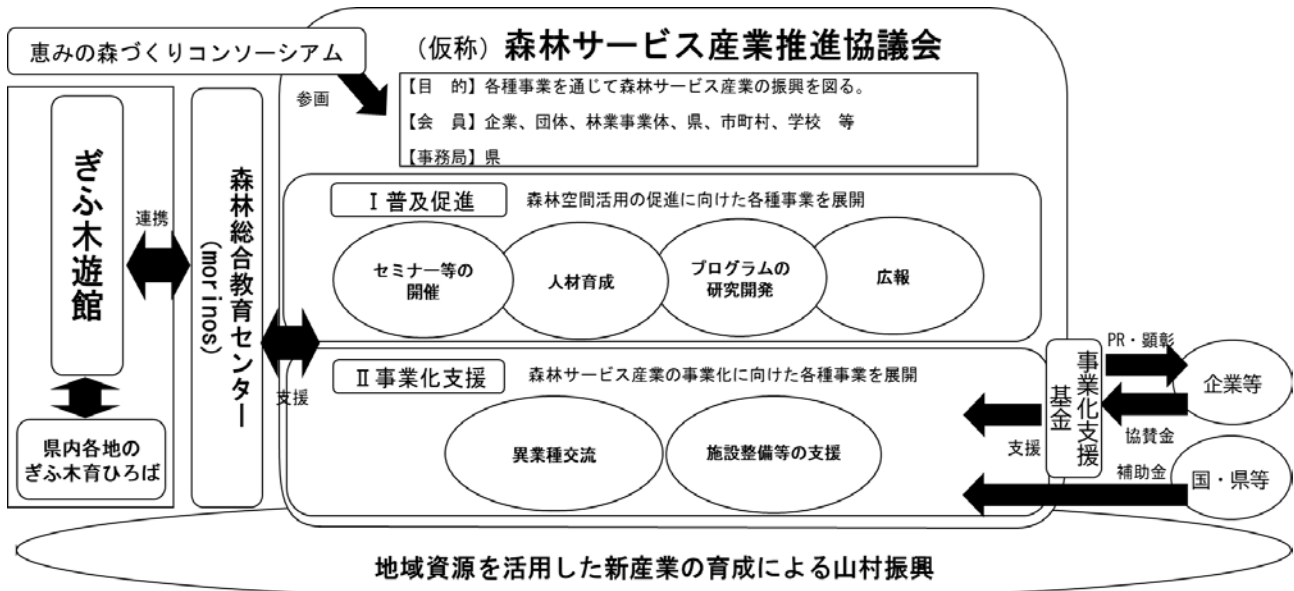 恵みの森づくりコンソーシアム
参画
(仮称) 森林サービス産業推進協議会
【目　的】各種事業を通じて森林サービス産業の振興を図る。
【会　員】企業、団体、林業事業体、県、市町村、学校　等
【事務局】県
ぎふ木遊館
連携
県内各地の
ぎふ木育ひろば
森林総合教育センター
(morinos)
支援
Ⅰ普及促進
森林空間活用の促進に向けた各種事業を展開
セミナー等の
開催
人材育成
プログラムの
研究開発
広報
Ⅱ事業化支援
森林サービス産業の事業化に向けた各種事業を展開
異業種交流
施設整備等の支援
支援
事業化支援
基金
PR・顕彰
企業等
協賛金
補助金
国・県等
地域資源を活用した新産業の育成による山村振興